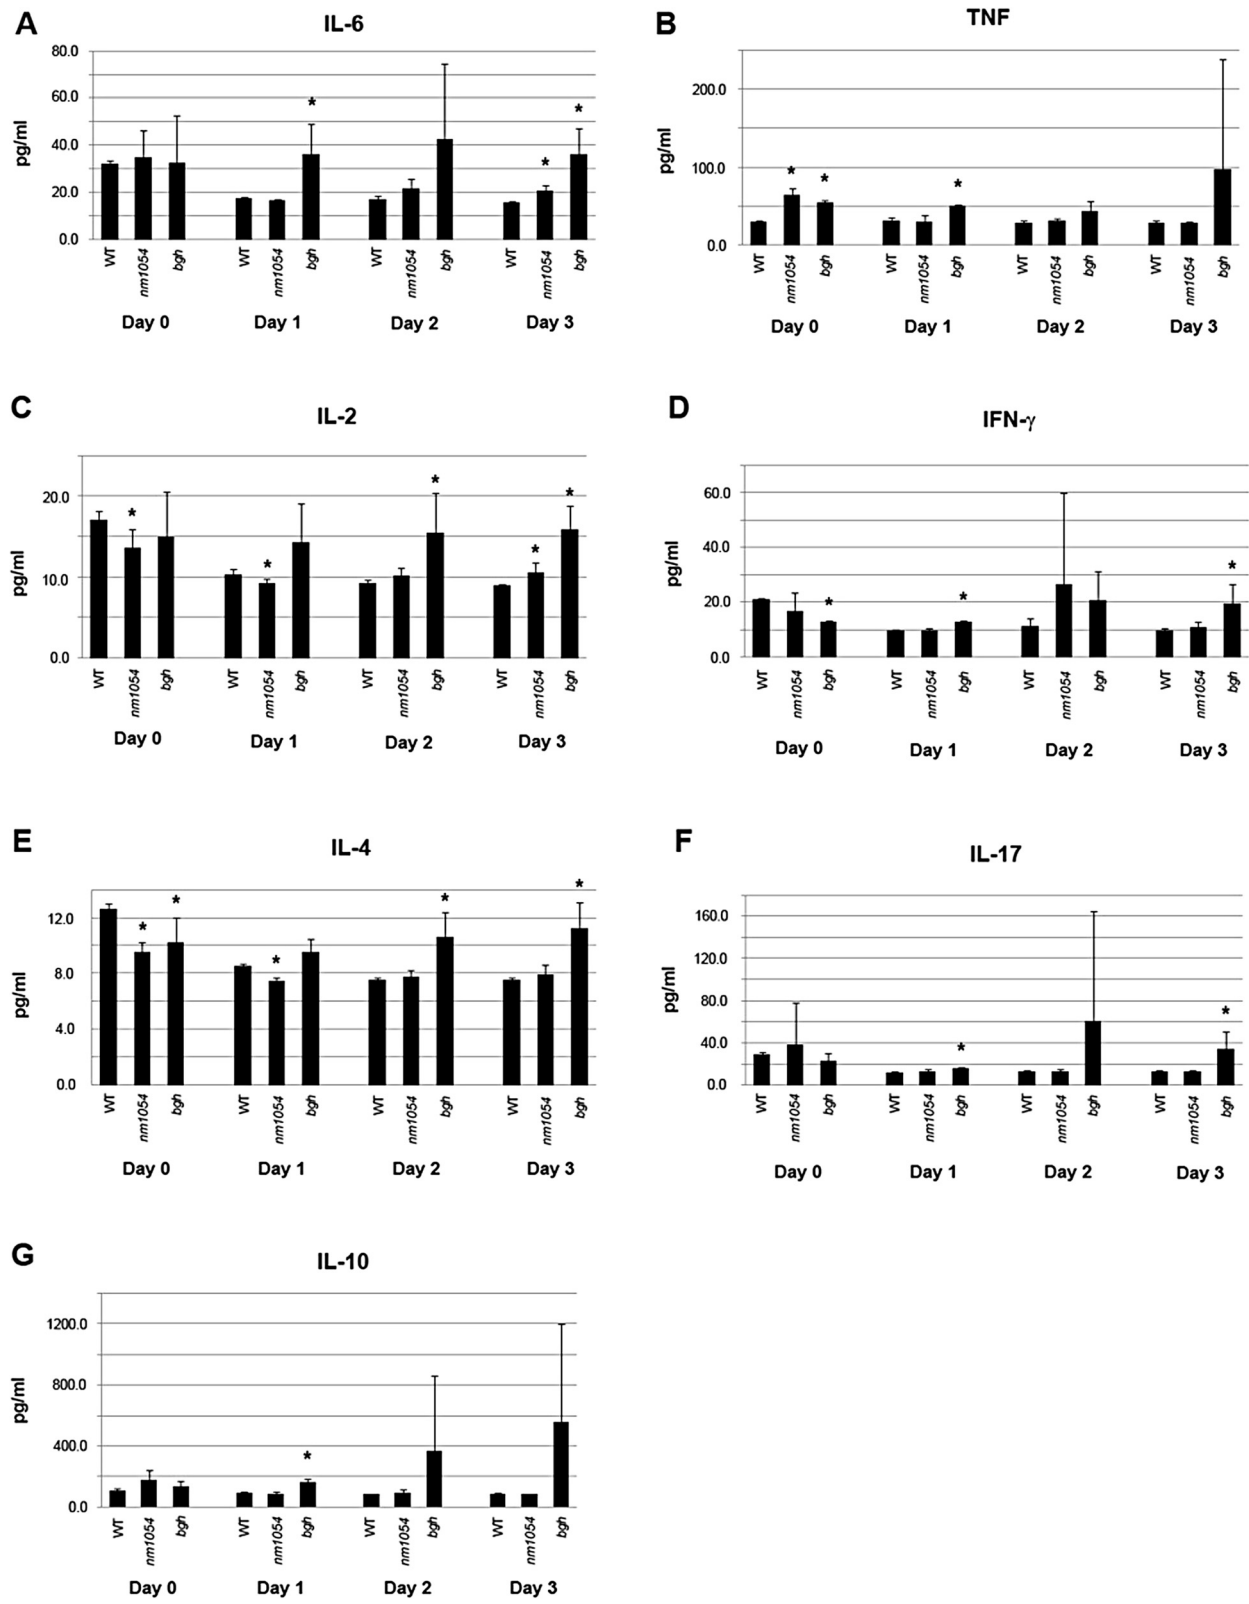 A IL-6
80.0
60.0
40.0
20.0
0.0
pg/ml
* * *
WT nm1054 bgh WT nm1054 bgh WT nm1054 bgh WT nm1054 bgh
Day 0 Day 1 Day 2 Day 3
B TNF
200.0
100.0
0.0
pg/ml
* * *
WT nm1054 bgh WT nm1054 bgh WT nm1054 bgh WT nm1054 bgh
Day 0 Day 1 Day 2 Day 3
C IL-2
20.0
10.0
0.0
pg/ml
* * * * *
WT nm1054 bgh WT nm1054 bgh WT nm1054 bgh WT nm1054 bgh
Day 0 Day 1 Day 2 Day 3
D IFN-γ
60.0
40.0
20.0
0.0
pg/ml
* * *
WT nm1054 bgh WT nm1054 bgh WT nm1054 bgh WT nm1054 bgh
Day 0 Day 1 Day 2 Day 3
E IL-4
12.0
8.0
4.0
0.0
pg/ml
* * * * *
WT nm1054 bgh WT nm1054 bgh WT nm1054 bgh WT nm1054 bgh
Day 0 Day 1 Day 2 Day 3
F IL-17
160.0
120.0
80.0
40.0
0.0
pg/ml
* *
WT nm1054 bgh WT nm1054 bgh WT nm1054 bgh WT nm1054 bgh
Day 0 Day 1 Day 2 Day 3
G IL-10
1200.0
800.0
400.0
0.0
pg/ml
*
WT nm1054 bgh WT nm1054 bgh WT nm1054 bgh WT nm1054 bgh
Day 0 Day 1 Day 2 Day 3